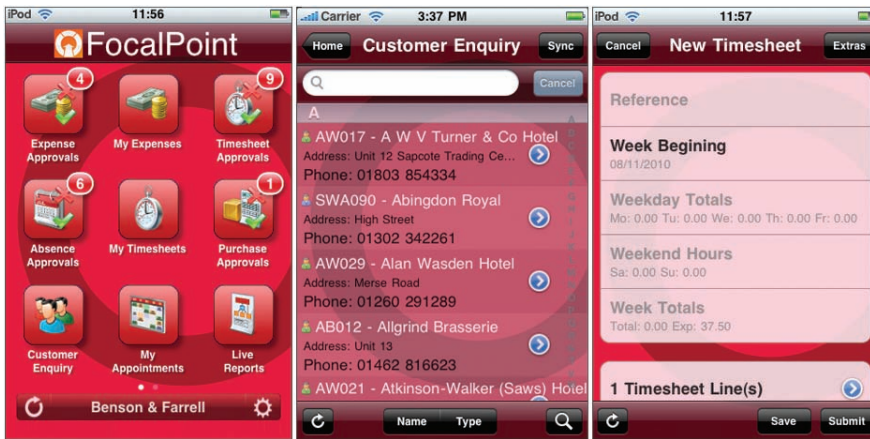 iPod 11:56
FocalPoint
4
9
Expense Approvals
My Expenses
Timesheet Approvals
6
1
Absence Approvals
My Timesheets
Purchase Approvals
Customer Enquiry
My Appointments
Live Reports
Benson & Farrell
Carrier 3:37 PM
Home Customer Enquiry Sync
Cancel
A
AW017 - A W V Turner & Co Hotel
Address: Unit 12 Sapcote Trading Ce...
Phone: 01803 854334
SWA090 - Abingdon Royal
Address: High Street
Phone: 01302 342261
AW029 - Alan Wasden Hotel
Address: Merse Road
Phone: 01260 291289
AB012 - Allgrind Brasserie
Address: Unit 13
Phone: 01462 816623
AW021 - Atkinson-Walker (Saws) Hotel
Name Type
iPod 11:57
Cancel New Timesheet Extras
Reference
Week Begining
08/11/2010
Weekday Totals
Mo: 0.00 Tu: 0.00 We: 0.00 Th: 0.00 Fr: 0.00
Weekend Hours
Sa: 0.00 Su: 0.00
Week Totals
Total: 0.00 Exp: 37.50
1 Timesheet Line(s)
Save Submit